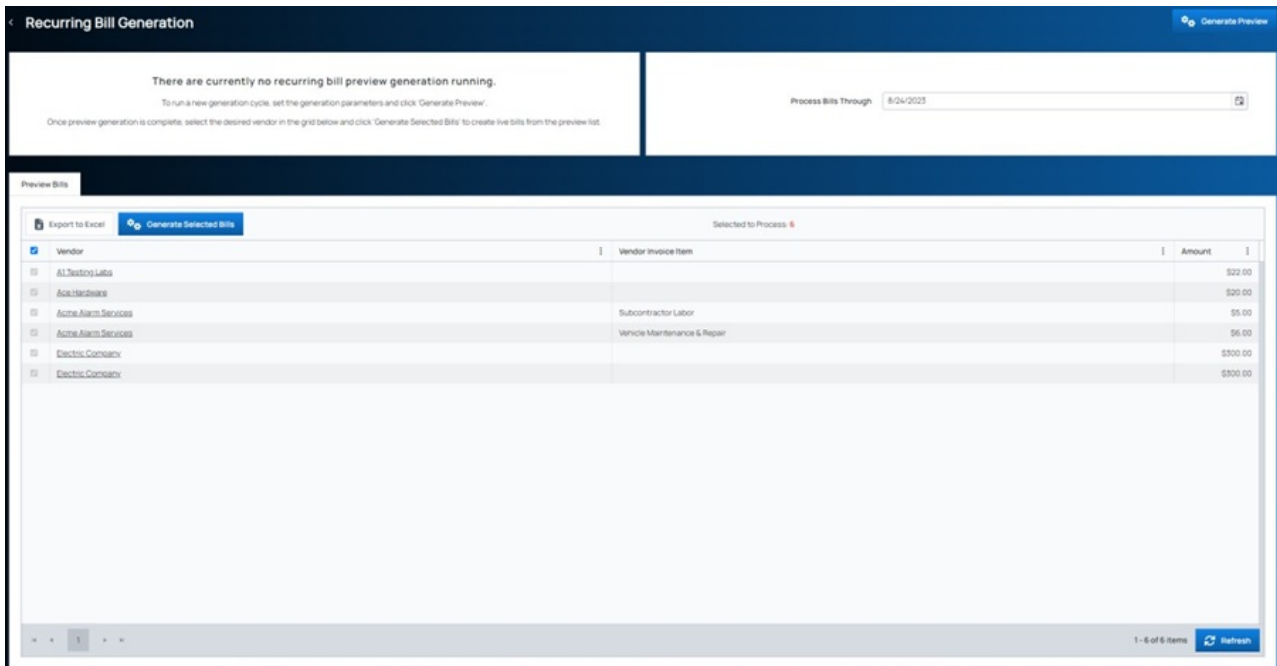 Recurring Bill Generation
Generate Preview
There are currently no recurring bill preview generation running.
To run a new generation cycle, set the generation parameters and click 'Generate Preview'.
Once preview generation is complete, select the desired vendor in the grid below and click 'Generate Selected Bills' to create live bills from the preview list.
Process Bills Through 8/24/2023
Preview Bills
Export to Excel Generate Selected Bills Selected to Process: 6
Vendor Vendor Invoice Item Amount
A1 Testing Labs $22.00
Ace Hardware $20.00
Acme Alarm Services Subcontractor Labor $5.00
Acme Alarm Services Vehicle Maintenance & Repair $6.00
Electric Company $300.00
Electric Company $300.00
1 1 - 6 of 6 items Refresh